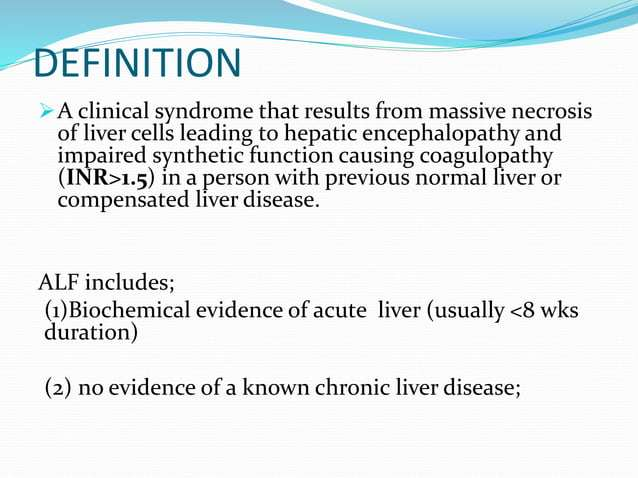 DEFINITION
➢A clinical syndrome that results from massive necrosis
of liver cells leading to hepatic encephalopathy and
impaired synthetic function causing coagulopathy
(INR>1.5) in a person with previous normal liver or
compensated liver disease.
ALF includes;
(1)Biochemical evidence of acute  liver (usually <8 wks
duration)
(2) no evidence of a known chronic liver disease;